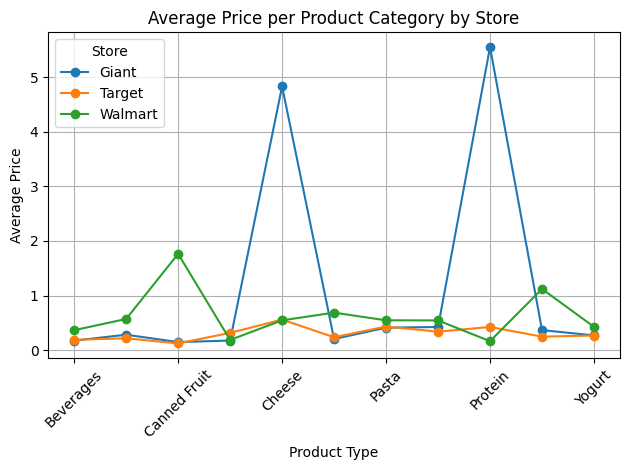 Average Price per Product Category by Store
Store
Giant
Target
Walmart
Average Price
5
4
3
2
1
0
Beverages
Canned Fruit
Cheese
Pasta
Protein
Yogurt
Product Type